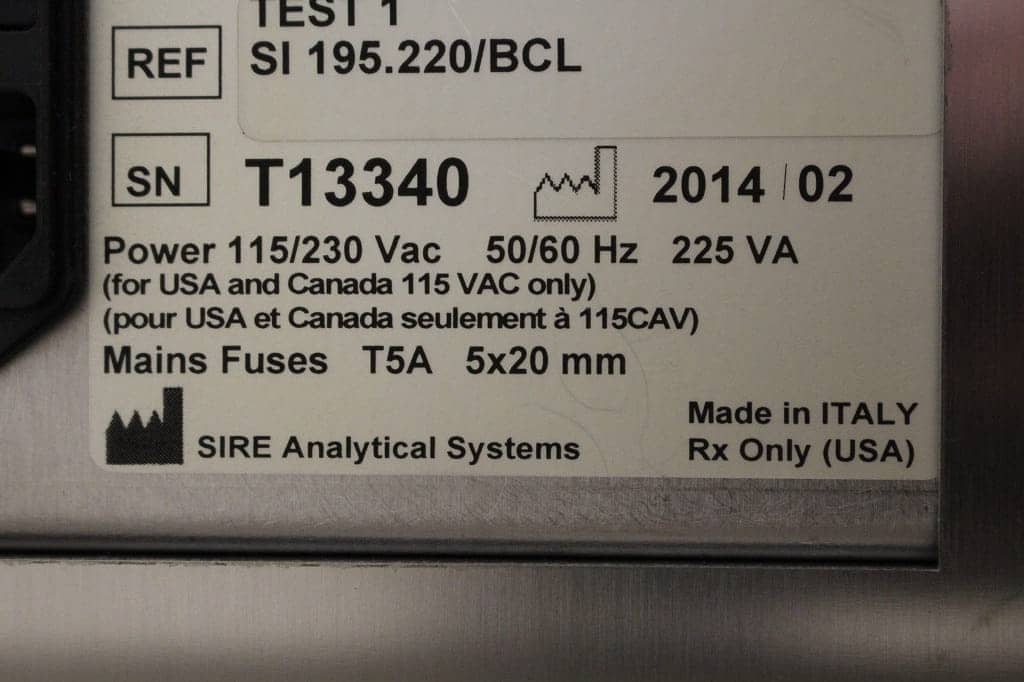 TEST 1
REF SI 195.220/BCL
SN T13340 2014 / 02
Power 115/230 Vac 50/60 Hz 225 VA
(for USA and Canada 115 VAC only)
(pour USA et Canada seulement à 115CAV)
Mains Fuses T5A 5x20 mm
Made in ITALY
SIRE Analytical Systems
Rx Only (USA)